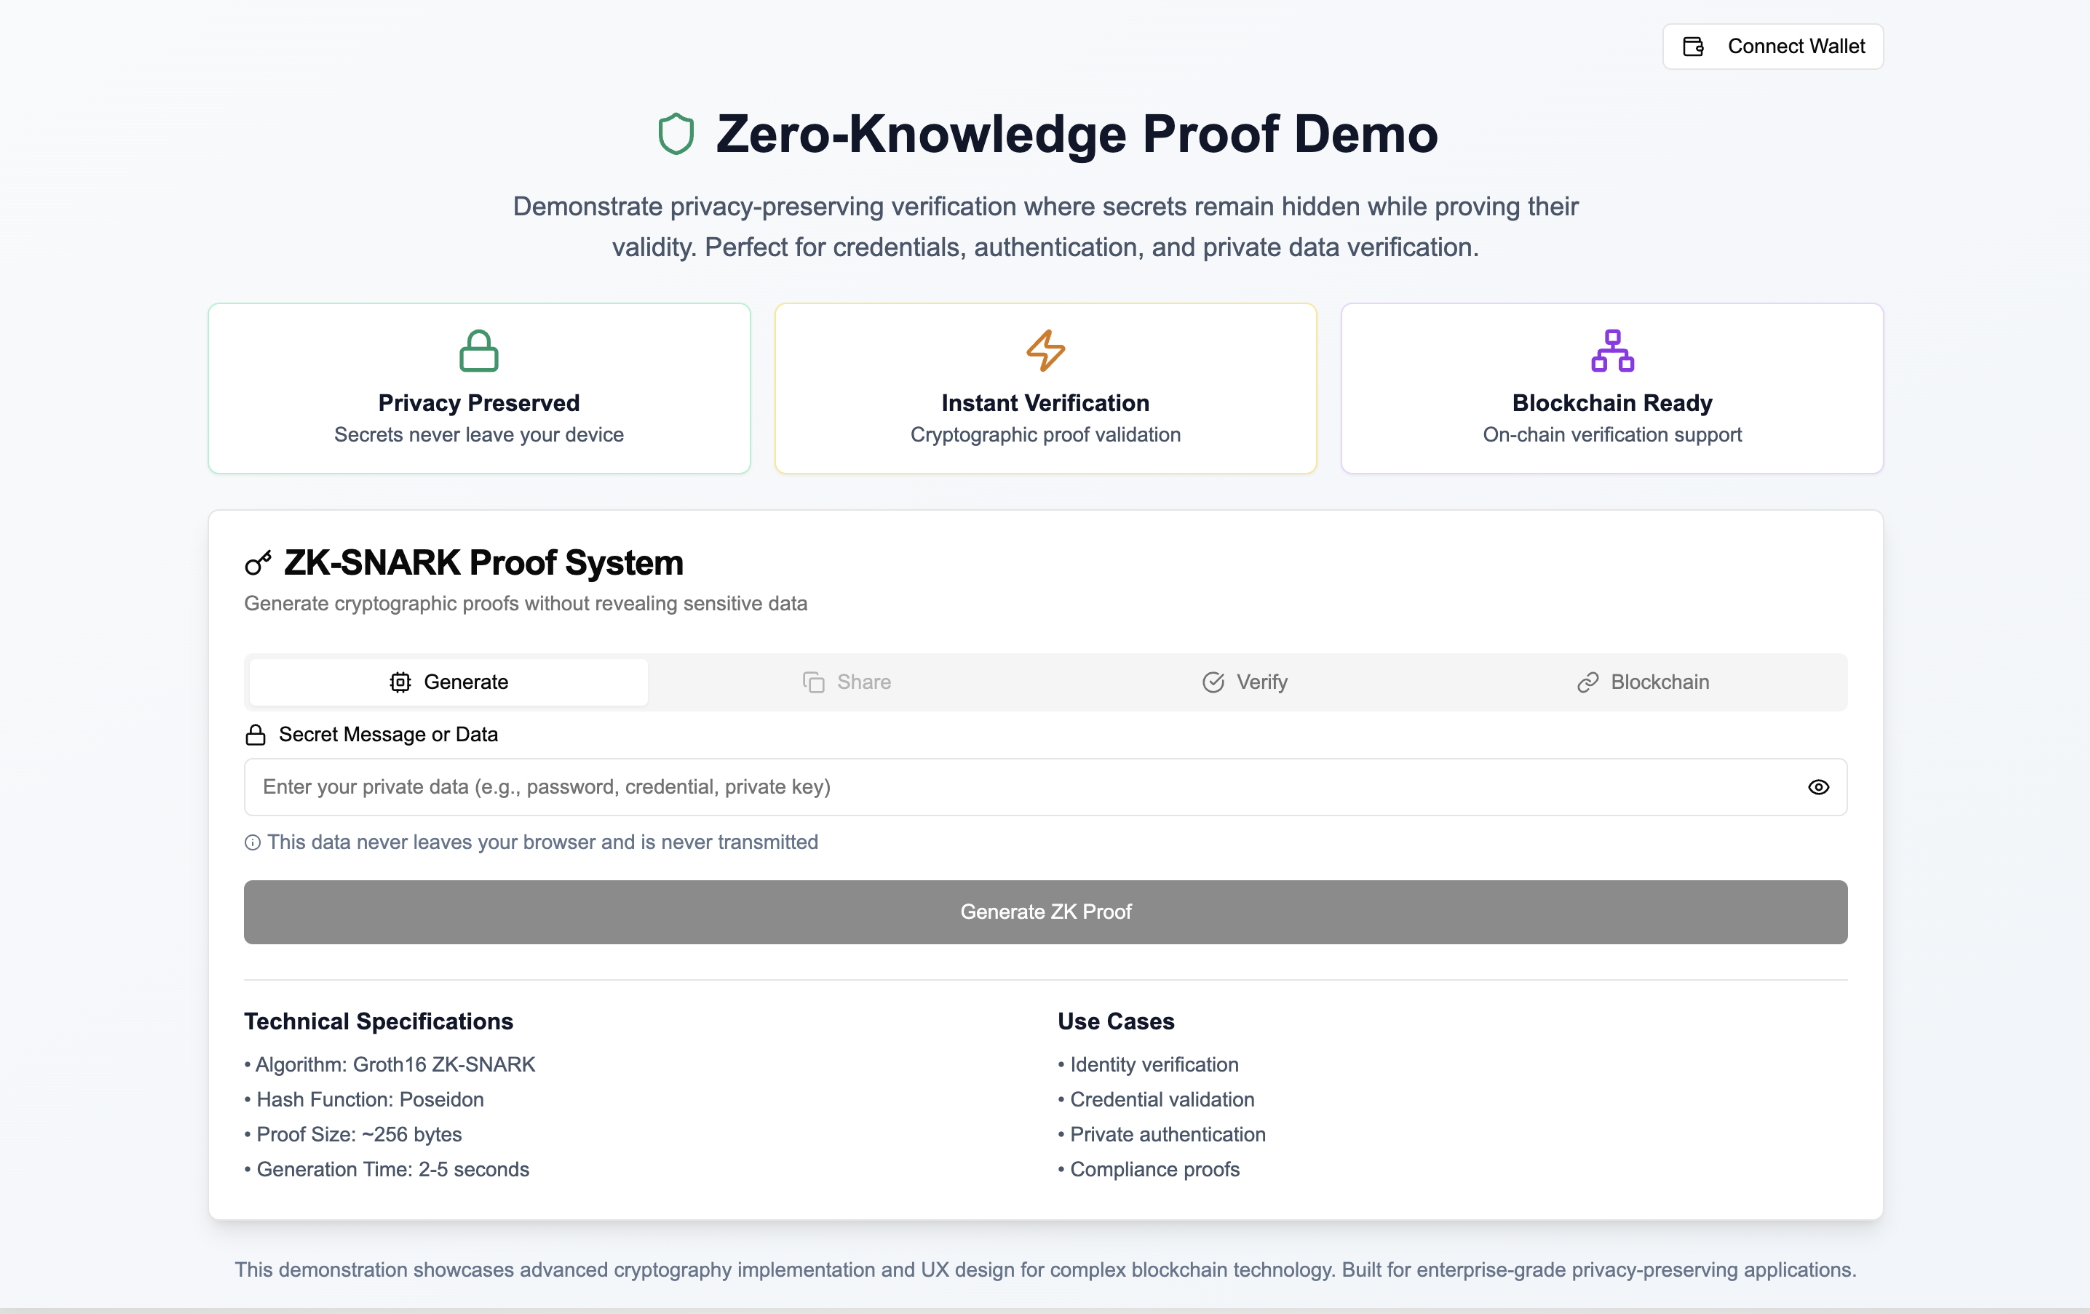 Connect Wallet
Zero-Knowledge Proof Demo
Demonstrate privacy-preserving verification where secrets remain hidden while proving their
validity. Perfect for credentials, authentication, and private data verification.
Privacy Preserved
Secrets never leave your device
Instant Verification
Cryptographic proof validation
Blockchain Ready
On-chain verification support
ZK-SNARK Proof System
Generate cryptographic proofs without revealing sensitive data
Generate
Share
Verify
Blockchain
Secret Message or Data
Enter your private data (e.g., password, credential, private key)
This data never leaves your browser and is never transmitted
Generate ZK Proof
Technical Specifications
• Algorithm: Groth16 ZK-SNARK
• Hash Function: Poseidon
• Proof Size: ~256 bytes
• Generation Time: 2-5 seconds
Use Cases
• Identity verification
• Credential validation
• Private authentication
• Compliance proofs
This demonstration showcases advanced cryptography implementation and UX design for complex blockchain technology. Built for enterprise-grade privacy-preserving applications.